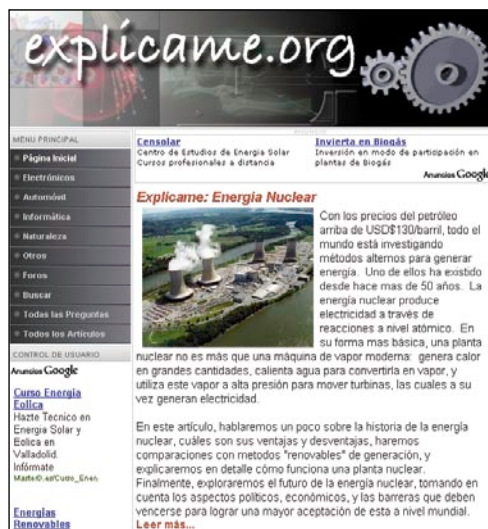 explicame.org
MENU PRINCIPAL
Página Inicial
Electrónicos
Automóvil
Informática
Naturaleza
Otros
Foros
Buscar
Todas las Preguntas
Todos los Artículos
CONTROL DE USUARIO
Anuncios Google
Curso Energia
Eolica
Hazte Tecnico en
Energia Solar y
Eolica en
Valladolid.
Infórmate
Energias
Renovables
Censolar
Centro de Estudios de Energia Solar
Cursos profesionales a distancia
Invierta en Biogás
Inversión en modo de participación en
plantas de Biogás
Anuncios Google
Explicame: Energia Nuclear
Con los precios del petróleo
arriba de USD$130/barril, todo el
mundo está investigando
métodos alternos para generar
energía. Uno de ellos ha existido
desde hace mas de 50 años. La
energía nuclear produce
electricidad a través de
reacciones a nivel atómico. En
su forma mas básica, una planta
nuclear no es más que una máquina de vapor moderna: genera calor
en grandes cantidades, calienta agua para convertirla en vapor, y
utiliza este vapor a alta presión para mover turbinas, las cuales a su
vez generan electricidad.
En este artículo, hablaremos un poco sobre la historia de la energía
nuclear, cuáles son sus ventajas y desventajas, haremos
comparaciones con metodos "renovables" de generación, y
explicaremos en detalle cómo funciona una planta nuclear.
Finalmente, exploraremos el futuro de la energía nuclear, tomando en
cuenta los aspectos políticos, económicos, y las barreras que deben
vencerse para lograr una mayor aceptación de esta a nivel mundial.
Leer más...